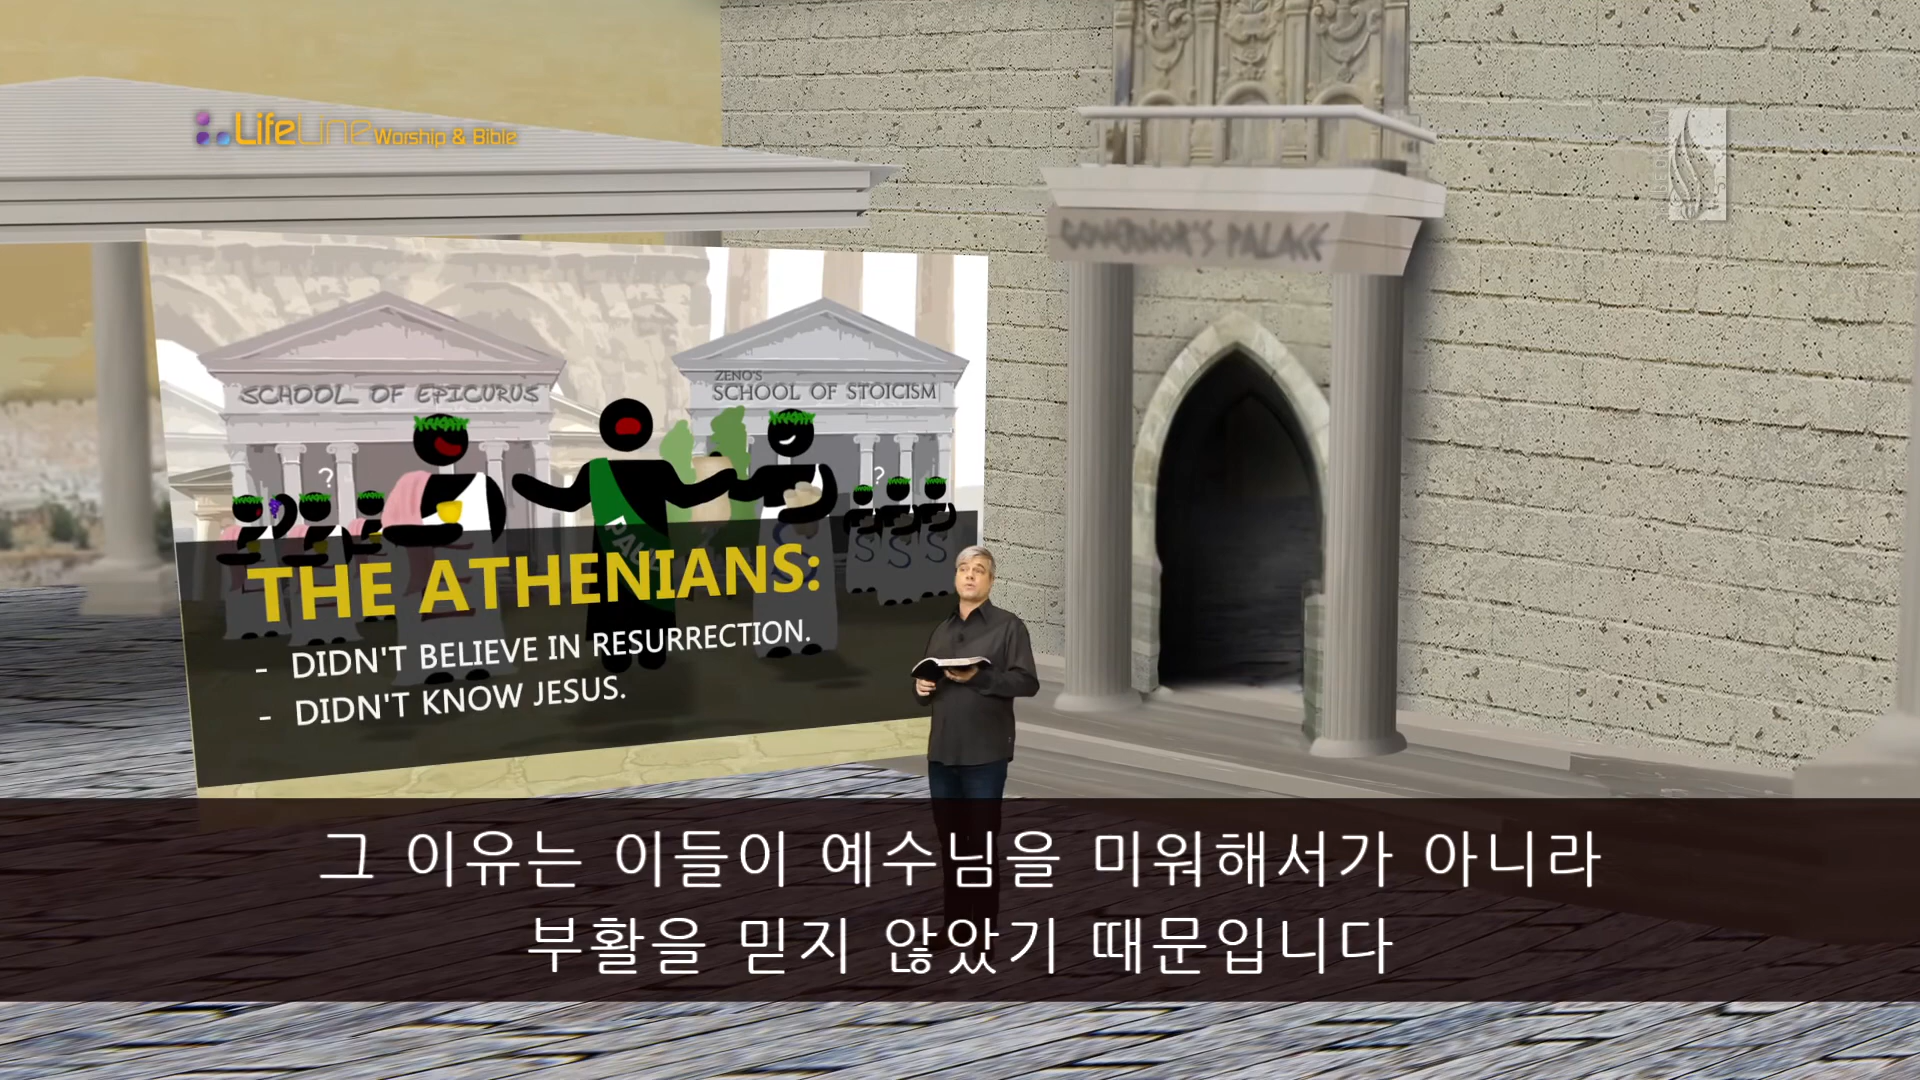 LifeLine Worship & Bible
GOVERNOR'S PALACE
SCHOOL OF EPICURUS
ZENO'S
SCHOOL OF STOICISM
?
?
PAUL
S S S
THE ATHENIANS:
- DIDN'T BELIEVE IN RESURRECTION.
- DIDN'T KNOW JESUS.
그 이유는 이들이 예수님을 미워해서가 아니라
부활을 믿지 않았기 때문입니다